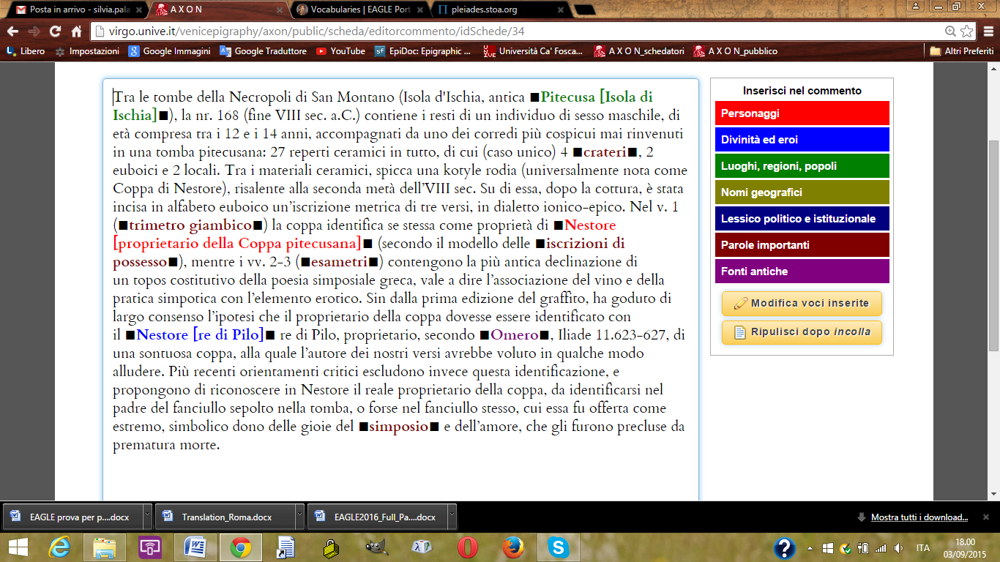 Posta in arrivo - silvia.pala
A X O N
Vocabularies | EAGLE Port
pleiades.stoa.org
virgo.unive.it/venicepigraphy/axon/public/scheda/editorcommento/idSchede/34
Libero
Impostazioni
Google Immagini
Google Traduttore
YouTube
EpiDoc: Epigraphic ...
Università Ca' Fosca...
A X O N_schedatori
A X O N_pubblico
Altri Preferiti
Tra le tombe della Necropoli di San Montano (Isola d'Ischia, antica ■Pitecusa [Isola di
Ischia]■), la nr. 168 (fine VIII sec. a.C.) contiene i resti di un individuo di sesso maschile, di
età compresa tra i 12 e i 14 anni, accompagnati da uno dei corredi più cospicui mai rinvenuti
in una tomba pitecusana: 27 reperti ceramici in tutto, di cui (caso unico) 4 ■crateri■, 2
euboici e 2 locali. Tra i materiali ceramici, spicca una kotyle rodia (universalmente nota come
Coppa di Nestore), risalente alla seconda metà dell’VIII sec. Su di essa, dopo la cottura, è stata
incisa in alfabeto euboico un’iscrizione metrica di tre versi, in dialetto ionico-epico. Nel v. 1
(■trimetro giambico■) la coppa identifica se stessa come proprietà di ■Nestore
[proprietario della Coppa pitecusana]■ (secondo il modello delle ■iscrizioni di
possesso■), mentre i vv. 2-3 (■esametri■) contengono la più antica declinazione di
un topos costitutivo della poesia simposiale greca, vale a dire l’associazione del vino e della
pratica simpotica con l’elemento erotico. Sin dalla prima edizione del graffito, ha goduto di
largo consenso l’ipotesi che il proprietario della coppa dovesse essere identificato con
il ■Nestore [re di Pilo]■ re di Pilo, proprietario, secondo ■Omero■, Iliade 11.623-627, di
una sontuosa coppa, alla quale l’autore dei nostri versi avrebbe voluto in qualche modo
alludere. Più recenti orientamenti critici escludono invece questa identificazione, e
propongono di riconoscere in Nestore il reale proprietario della coppa, da identificarsi nel
padre del fanciullo sepolto nella tomba, o forse nel fanciullo stesso, cui essa fu offerta come
estremo, simbolico dono delle gioie del ■simposio■ e dell’amore, che gli furono precluse da
prematura morte.
Inserisci nel commento
Personaggi
Divinità ed eroi
Luoghi, regioni, popoli
Nomi geografici
Lessico politico e istituzionale
Parole importanti
Fonti antiche
Modifica voci inserite
Ripulisci dopo incolla
EAGLE prova per p....docx
Translation_Roma.docx
EAGLE2016_Full_Pa....docx
Mostra tutti i download...
ITA
18.00
03/09/2015